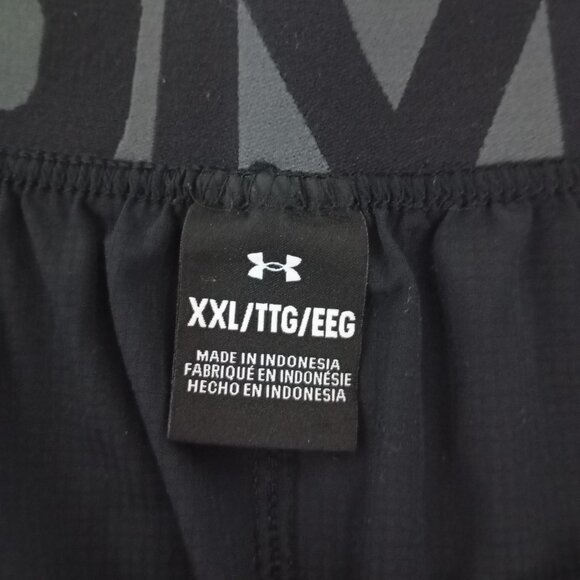 XXL/TTG/EEG
MADE IN INDONESIA
FABRIQUÉ EN INDONÉSIE
HECHO EN INDONESIA